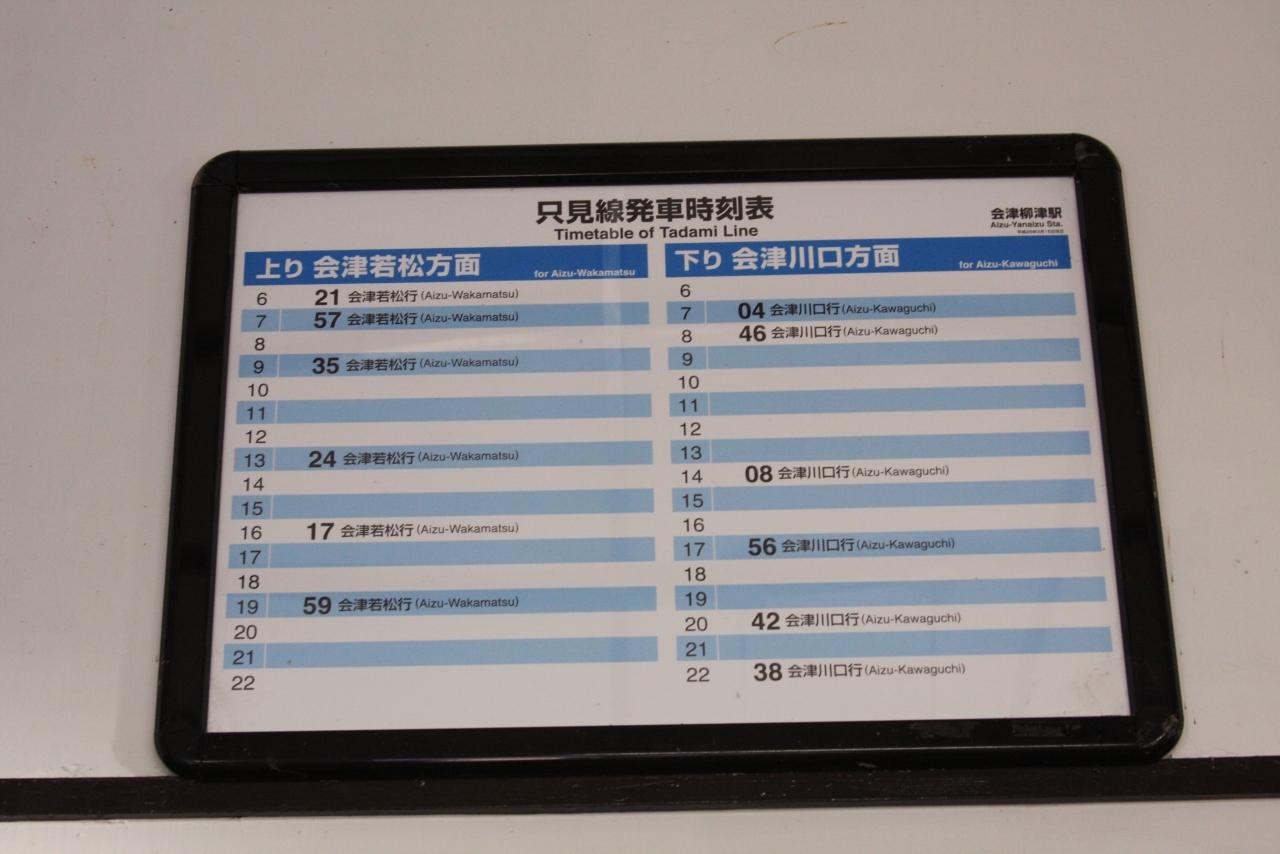 只見線発車時刻表
Timetable of Tadami Line
会津柳津駅
Aizu-Yanaizu Sta.
上り 会津若松方面 for Aizu-Wakamatsu
6 21 会津若松行 (Aizu-Wakamatsu)
7 57 会津若松行 (Aizu-Wakamatsu)
8
9 35 会津若松行 (Aizu-Wakamatsu)
10
11
12
13 24 会津若松行 (Aizu-Wakamatsu)
14
15
16 17 会津若松行 (Aizu-Wakamatsu)
17
18
19 59 会津若松行 (Aizu-Wakamatsu)
20
21
22
下り 会津川口方面 for Aizu-Kawaguchi
6
7 04 会津川口行 (Aizu-Kawaguchi)
8 46 会津川口行 (Aizu-Kawaguchi)
9
10
11
12
13
14 08 会津川口行 (Aizu-Kawaguchi)
15
16
17 56 会津川口行 (Aizu-Kawaguchi)
18
19
20 42 会津川口行 (Aizu-Kawaguchi)
21
22 38 会津川口行 (Aizu-Kawaguchi)